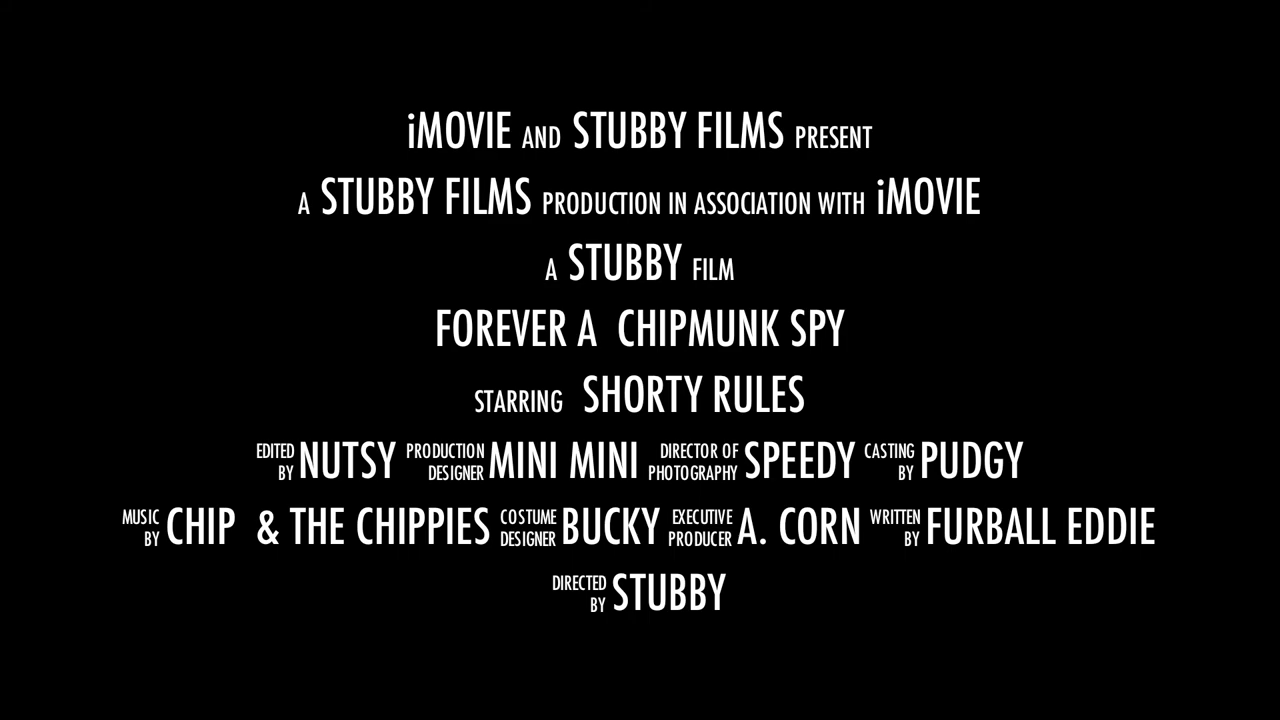 iMOVIE AND STUBBY FILMS PRESENT
A STUBBY FILMS PRODUCTION IN ASSOCIATION WITH iMOVIE
A STUBBY FILM
FOREVER A CHIPMUNK SPY
STARRING SHORTY RULES
EDITED BY NUTSY PRODUCTION DESIGNER MINI MINI DIRECTOR OF PHOTOGRAPHY SPEEDY CASTING BY PUDGY
MUSIC BY CHIP & THE CHIPPIES COSTUME DESIGNER BUCKY EXECUTIVE PRODUCER A. CORN WRITTEN BY FURBALL EDDIE
DIRECTED BY STUBBY